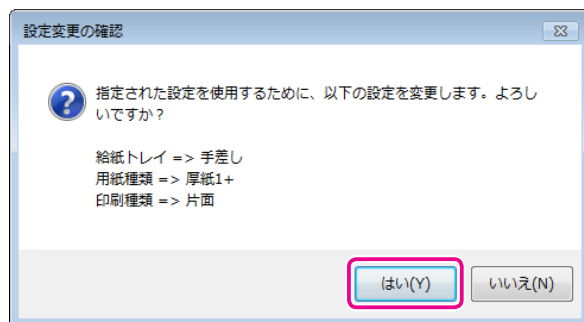 設定変更の確認
指定された設定を使用するために、以下の設定を変更します。よろし
いですか？
給紙トレイ => 手差し
用紙種類 => 厚紙1+
印刷種類 => 片面
はい(Y)
いいえ(N)